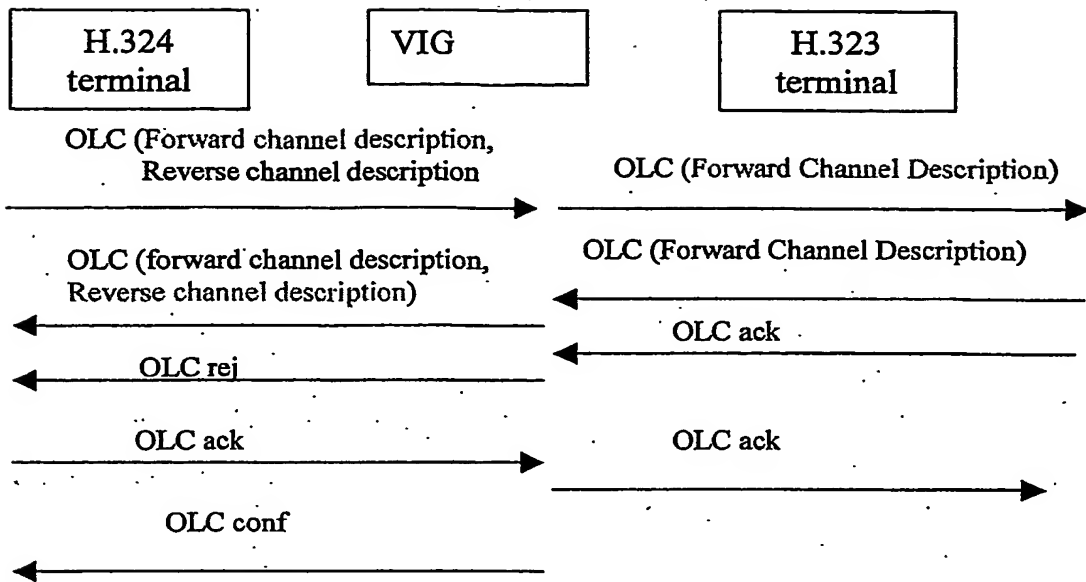 H.324
terminal
VIG
H.323
terminal
OLC (Forward channel description,
Reverse channel description
OLC (Forward Channel Description)
OLC (forward channel description,
Reverse channel description)
OLC (Forward Channel Description)
OLC ack
OLC rej
OLC ack
OLC ack
OLC conf